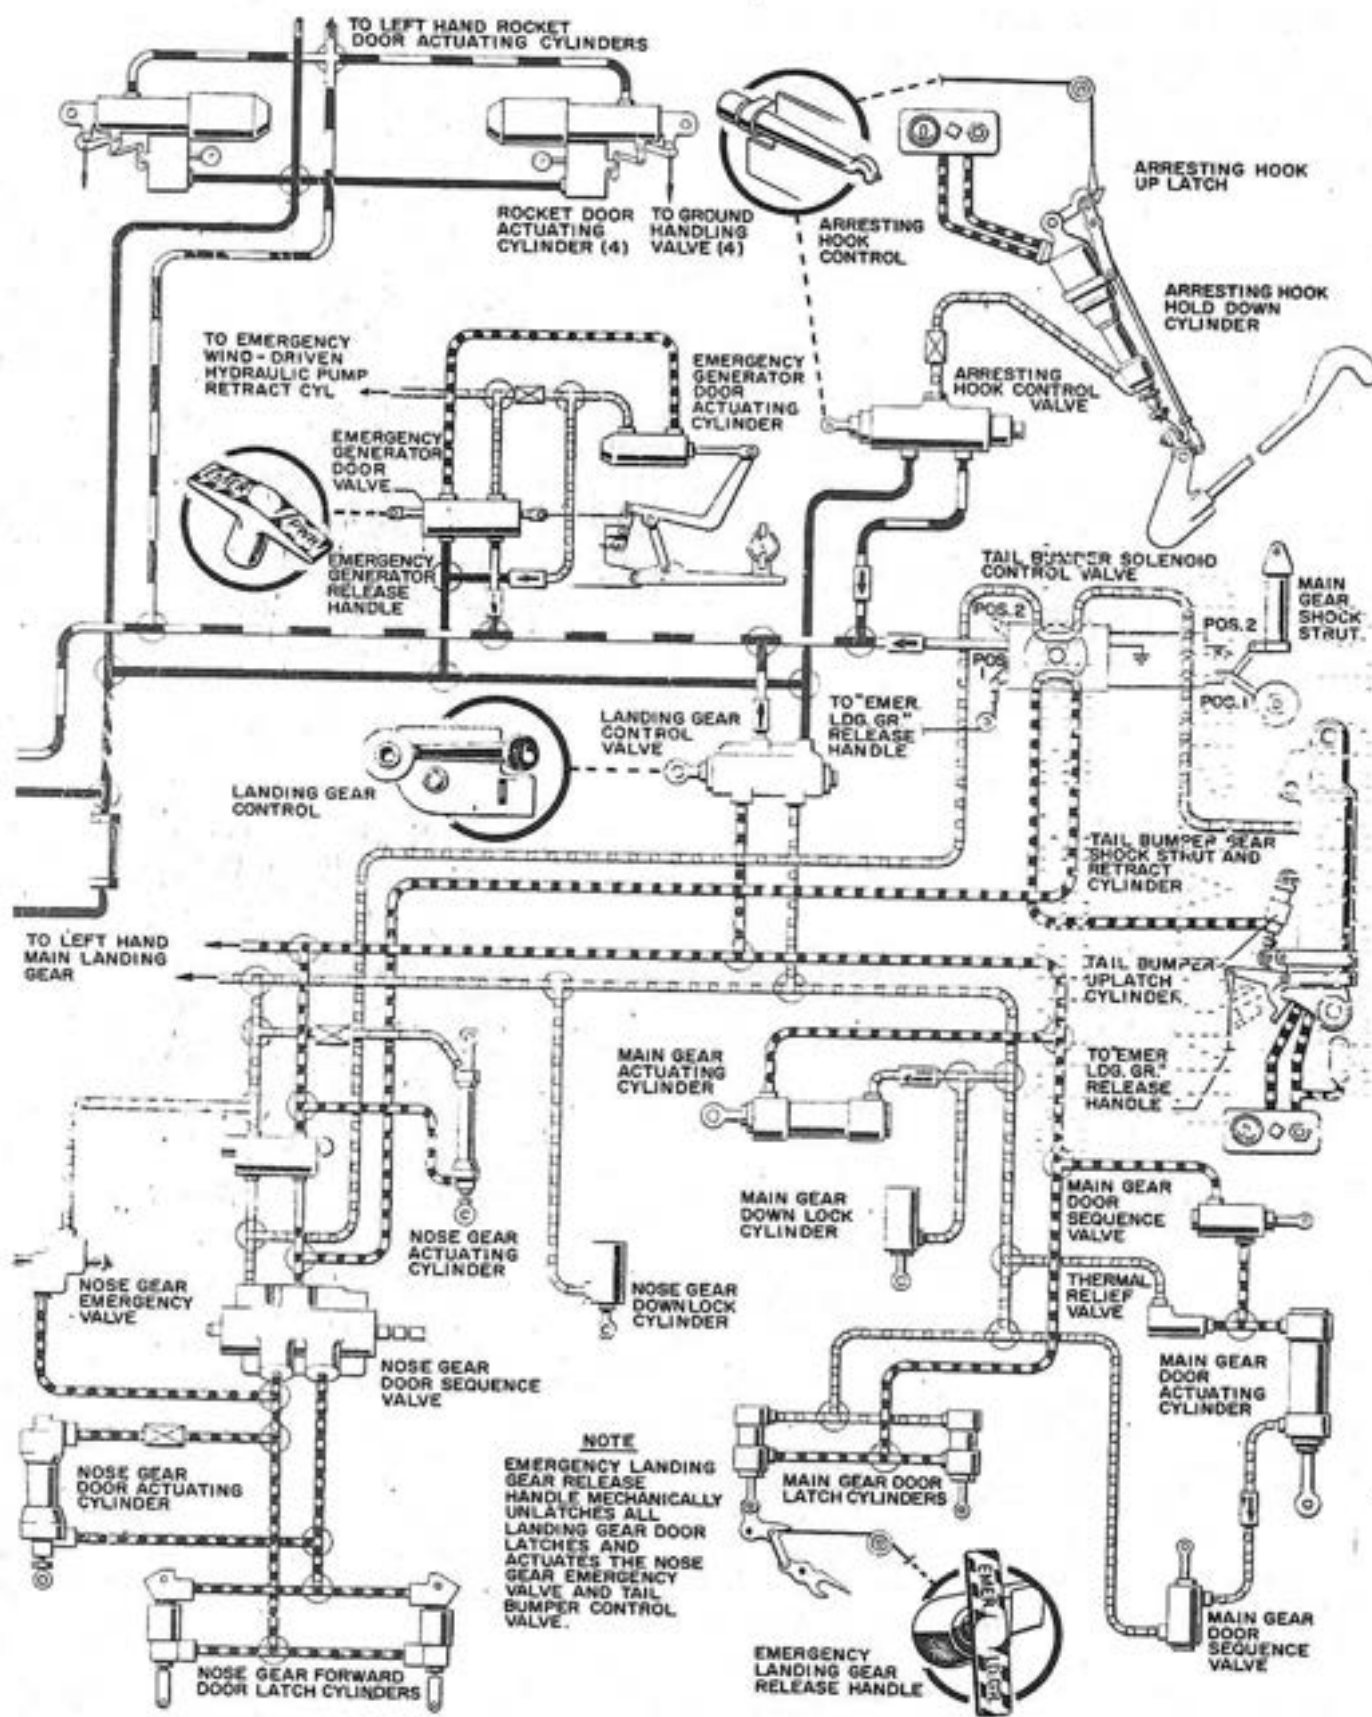 TO LEFT HAND ROCKET
DOOR ACTUATING CYLINDERS
ROCKET DOOR
ACTUATING
CYLINDER (4)
TO GROUND
HANDLING
VALVE (4)
ARRESTING
HOOK
CONTROL
ARRESTING HOOK
UP LATCH
ARRESTING HOOK
HOLD DOWN
CYLINDER
TO EMERGENCY
WIND-DRIVEN
HYDRAULIC PUMP
RETRACT CYL
EMERGENCY
GENERATOR
DOOR
ACTUATING
CYLINDER
ARRESTING
HOOK CONTROL
VALVE
EMERGENCY
GENERATOR
DOOR
VALVE
EMER
PWR
EMERGENCY
GENERATOR
RELEASE
HANDLE
TAIL BUMPER SOLENOID
CONTROL VALVE
POS. 2
POS
1
POS. 2
POS. 1
MAIN
GEAR
SHOCK
STRUT
LANDING GEAR
CONTROL
VALVE
TO "EMER.
LDG. GR."
RELEASE
HANDLE
LANDING GEAR
CONTROL
TAIL BUMPER GEAR
SHOCK STRUT AND
RETRACT
CYLINDER
TO LEFT HAND
MAIN LANDING
GEAR
TAIL BUMPER
UPLATCH
CYLINDER
MAIN GEAR
ACTUATING
CYLINDER
TO "EMER
LDG. GR."
RELEASE
HANDLE
MAIN GEAR
DOWN LOCK
CYLINDER
MAIN GEAR
DOOR
SEQUENCE
VALVE
NOSE GEAR
ACTUATING
CYLINDER
NOSE GEAR
EMERGENCY
VALVE
NOSE GEAR
DOWNLOCK
CYLINDER
THERMAL
RELIEF
VALVE
NOSE GEAR
DOOR SEQUENCE
VALVE
MAIN GEAR
DOOR
ACTUATING
CYLINDER
NOSE GEAR
DOOR ACTUATING
CYLINDER
NOTE
EMERGENCY LANDING
GEAR RELEASE
HANDLE MECHANICALLY
UNLATCHES ALL
LANDING GEAR DOOR
LATCHES AND
ACTUATES THE NOSE
GEAR EMERGENCY
VALVE AND TAIL
BUMPER CONTROL
VALVE.
MAIN GEAR DOOR
LATCH CYLINDERS
EMER
LDGGR
EMERGENCY
LANDING GEAR
RELEASE HANDLE
MAIN GEAR
DOOR
SEQUENCE
VALVE
NOSE GEAR FORWARD
DOOR LATCH CYLINDERS